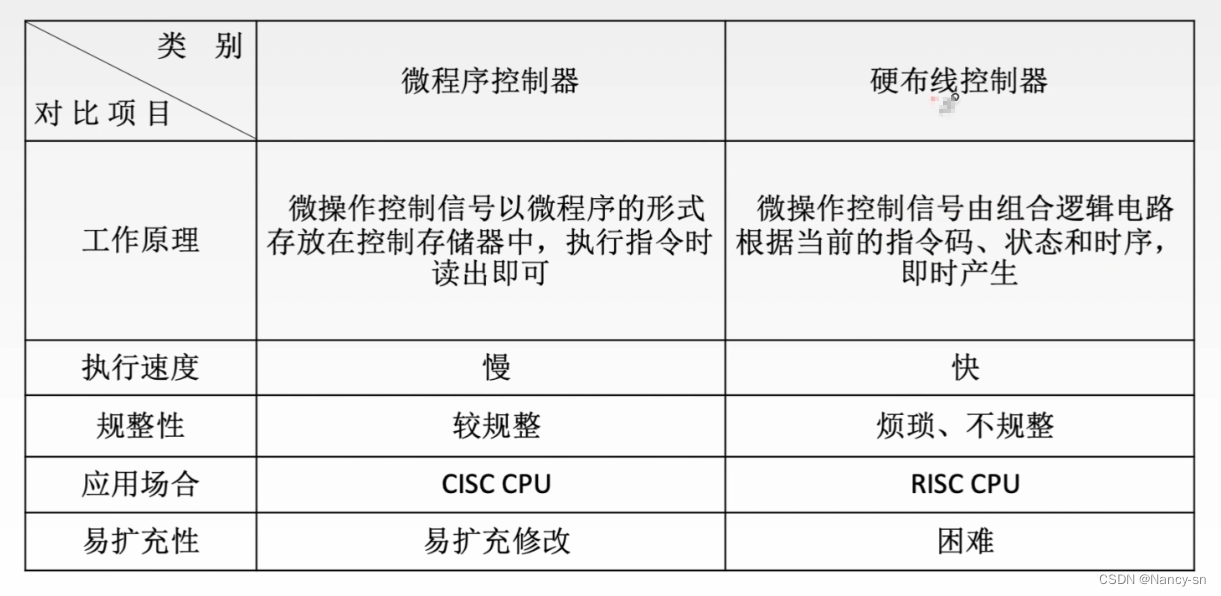 类 别
对比项目
微程序控制器
硬布线控制器
工作原理
微操作控制信号以微程序的形式
存放在控制存储器中，执行指令时
读出即可
微操作控制信号由组合逻辑电路
根据当前的指令码、状态和时序，
即时产生
执行速度
慢
快
规整性
较规整
烦琐、不规整
应用场合
CISC CPU
RISC CPU
易扩充性
易扩充修改
困难
CSDN @Nancy-sn